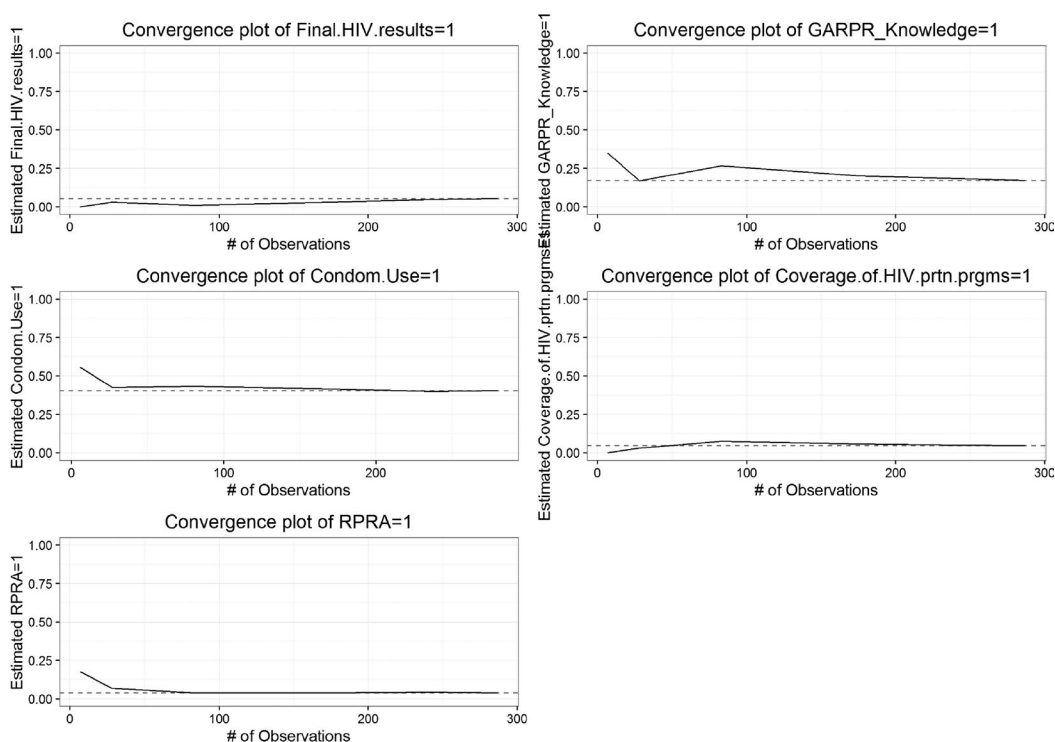 Convergence plot of Final.HIV.results=1
Estimated Final.HIV.results=1
1.00
0.75
0.50
0.25
0.00
0 100 200 300
# of Observations
Convergence plot of GARPR_Knowledge=1
Estimated GARPR_Knowledge=1
1.00
0.75
0.50
0.25
0.00
0 100 200 300
# of Observations
Convergence plot of Condom.Use=1
Estimated Condom.Use=1
1.00
0.75
0.50
0.25
0.00
0 100 200
# of Observations
Convergence plot of Coverage.of.HIV.prtn.prgms=1
Estimated Coverage.of.HIV.prtn.prgms=1
1.00
0.75
0.50
0.25
0.00
0 100 200 300
# of Observations
Convergence plot of RPRA=1
Estimated RPRA=1
1.00
0.75
0.50
0.25
0.00
0 100 200 300
# of Observations